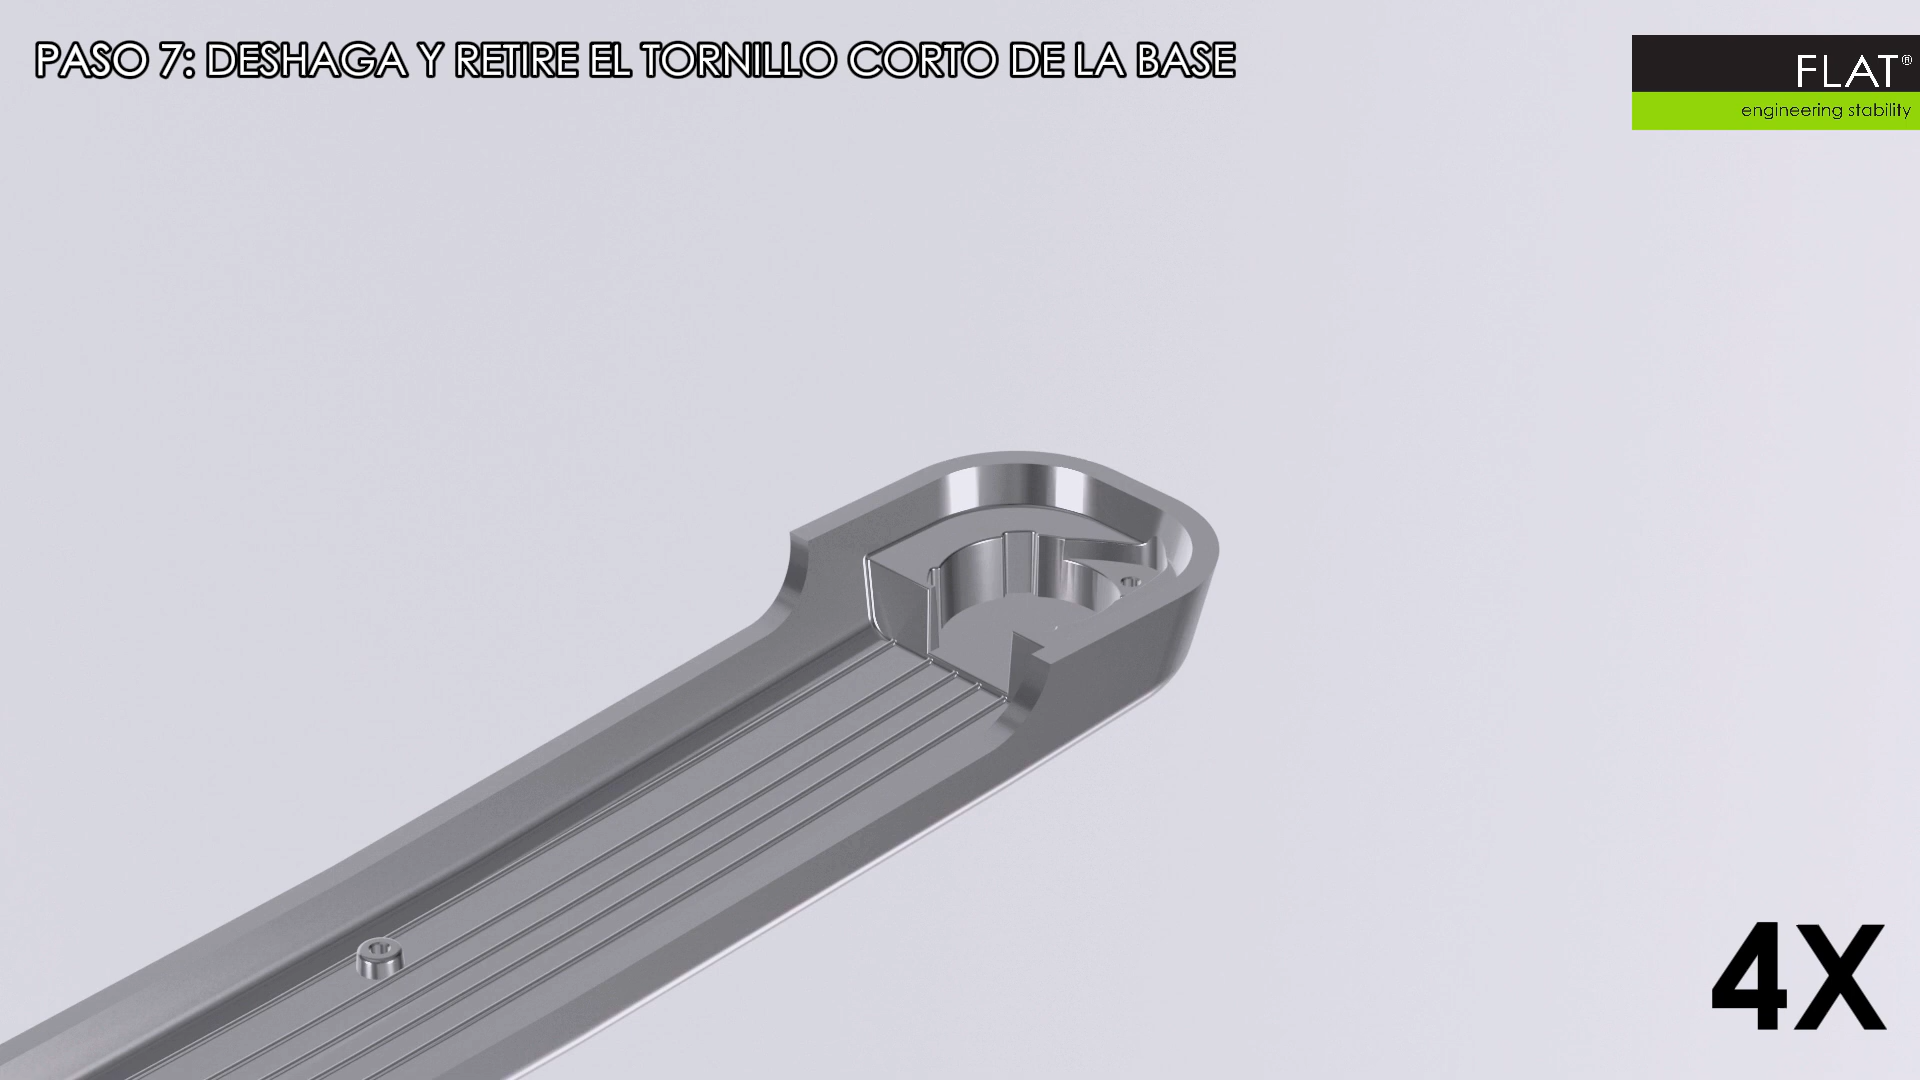 PASO 7: DESHAGA Y RETIRE EL TORNILLO CORTO DE LA BASE
FLAT®
engineering stability
4X